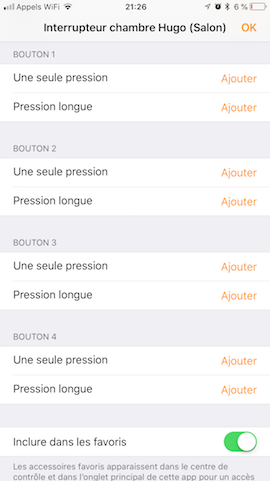 Appels WiFi 21:26 6 %
Interrupteur chambre Hugo (Salon) OK
BOUTON 1
Une seule pression Ajouter
Pression longue Ajouter
BOUTON 2
Une seule pression Ajouter
Pression longue Ajouter
BOUTON 3
Une seule pression Ajouter
Pression longue Ajouter
BOUTON 4
Une seule pression Ajouter
Pression longue Ajouter
Inclure dans les favoris
Les accessoires favoris apparaissent dans le centre de
contrôle et dans l'onglet principal de cette app pour un accès